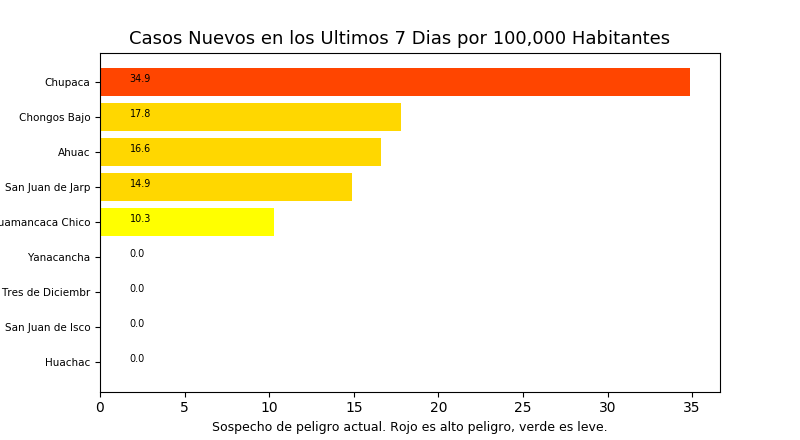 Casos Nuevos en los Ultimos 7 Dias por 100,000 Habitantes
Chupaca 34.9
Chongos Bajo 17.8
Ahuac 16.6
San Juan de Jarp 14.9
uamancaca Chico 10.3
Yanacancha 0.0
Tres de Diciembr 0.0
San Juan de Isco 0.0
Huachac 0.0
0 5 10 15 20 25 30 35
Sospecho de peligro actual. Rojo es alto peligro, verde es leve.